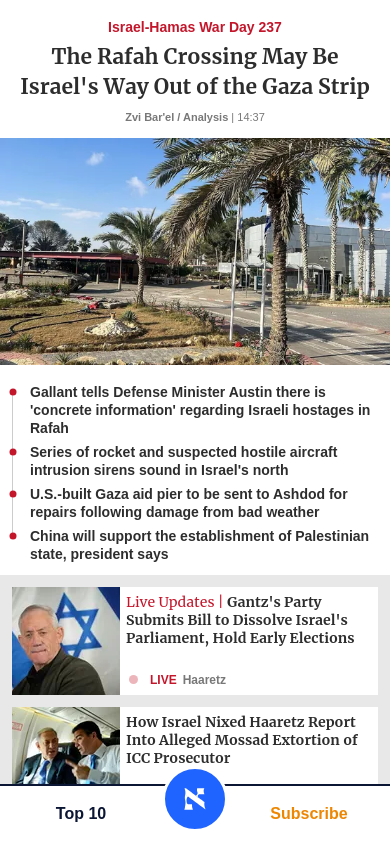 Israel-Hamas War Day 237
The Rafah Crossing May Be
Israel's Way Out of the Gaza Strip
Zvi Bar'el / Analysis | 14:37
Gallant tells Defense Minister Austin there is
'concrete information' regarding Israeli hostages in
Rafah
Series of rocket and suspected hostile aircraft
intrusion sirens sound in Israel's north
U.S.-built Gaza aid pier to be sent to Ashdod for
repairs following damage from bad weather
China will support the establishment of Palestinian
state, president says
Live Updates | Gantz's Party
Submits Bill to Dissolve Israel's
Parliament, Hold Early Elections
LIVE Haaretz
How Israel Nixed Haaretz Report
Into Alleged Mossad Extortion of
ICC Prosecutor
Top 10
Subscribe